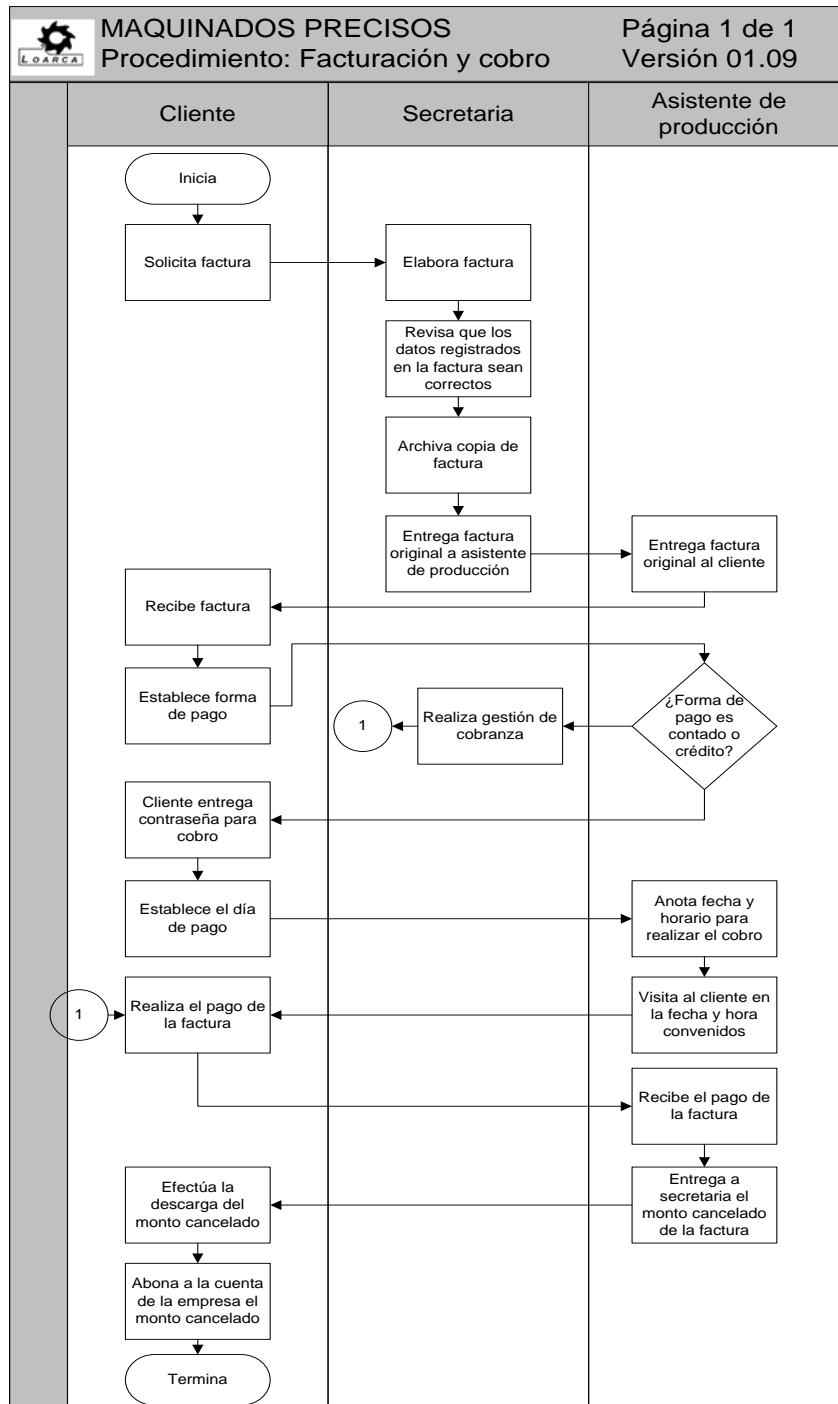 MAQUINADOS PRECISOS
Procedimiento: Facturación y cobro
Página 1 de 1
Versión 01.09
LOARCA
Cliente
Secretaria
Asistente de
producción
Inicia
Solicita factura
Elabora factura
Revisa que los
datos registrados
en la factura sean
correctos
Archiva copia de
factura
Entrega factura
original a asistente
de producción
Entrega factura
original al cliente
Recibe factura
Establece forma
de pago
¿Forma de
pago es
contado o
crédito?
Realiza gestión de
cobranza
1
Cliente entrega
contraseña para
cobro
Establece el día
de pago
Anota fecha y
horario para
realizar el cobro
Visita al cliente en
la fecha y hora
convenidos
1
Realiza el pago de
la factura
Recibe el pago de
la factura
Entrega a
secretaria el
monto cancelado
de la factura
Efectúa la
descarga del
monto cancelado
Abona a la cuenta
de la empresa el
monto cancelado
Termina